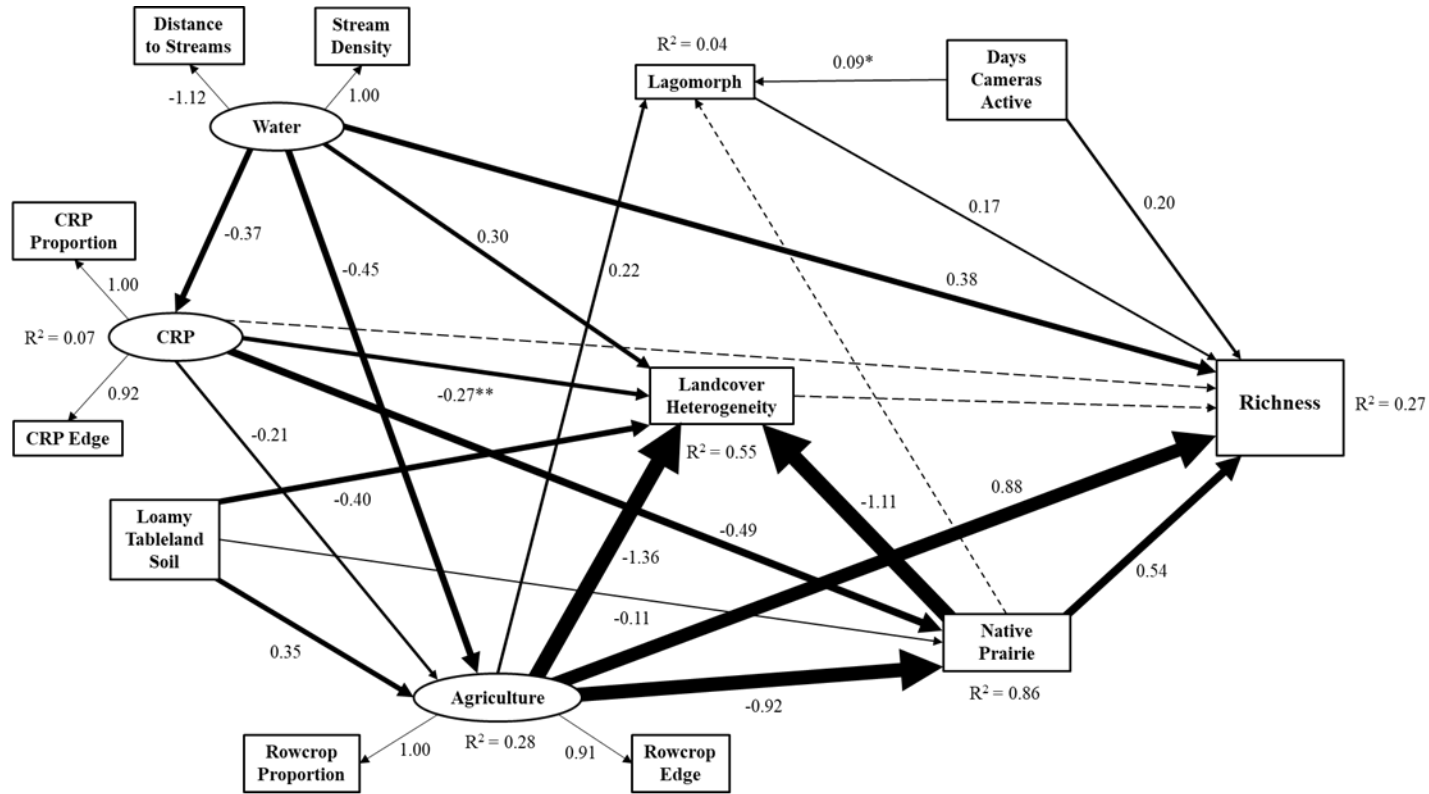 Distance
to Streams
Stream
Density
-1.12
1.00
Water
R² = 0.04
Lagomorph
0.09*
Days
Cameras
Active
CRP
Proportion
-0.37
-0.45
0.30
0.22
0.17
0.20
0.38
1.00
R² = 0.07
CRP
0.92
CRP Edge
-0.27**
Landcover
Heterogeneity
R² = 0.55
Richness
R² = 0.27
-0.21
-0.40
Loamy
Tableland
Soil
-0.49
-1.11
0.88
-1.36
-0.11
0.54
0.35
Native
Prairie
R² = 0.86
Agriculture
-0.92
R² = 0.28
1.00
0.91
Rowcrop
Proportion
Rowcrop
Edge